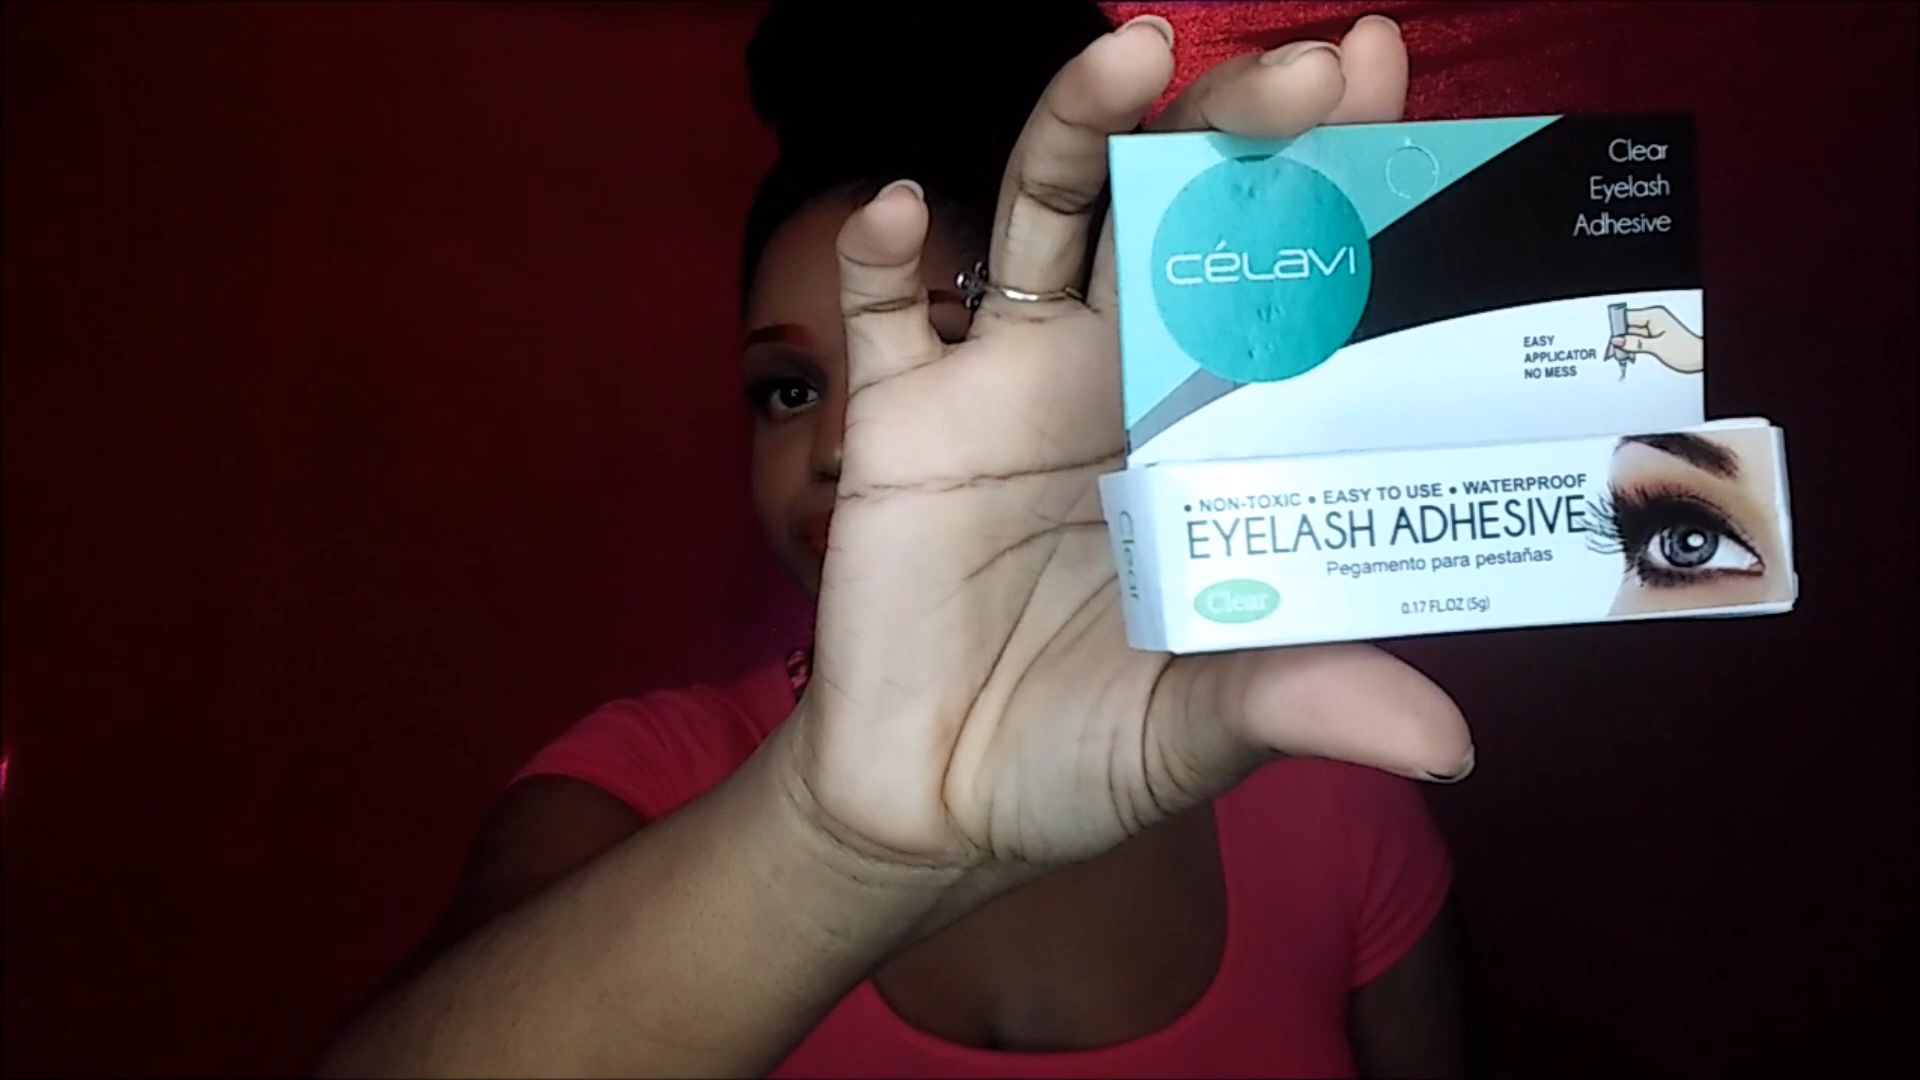 CéLaVI
Clear
Eyelash
Adhesive
EASY
APPLICATOR
NO MESS
• NON-TOXIC • EASY TO USE • WATERPROOF
EYELASH ADHESIVE
Pegamento para pestañas
Clear
0.17 FL.OZ (5g)
Clear